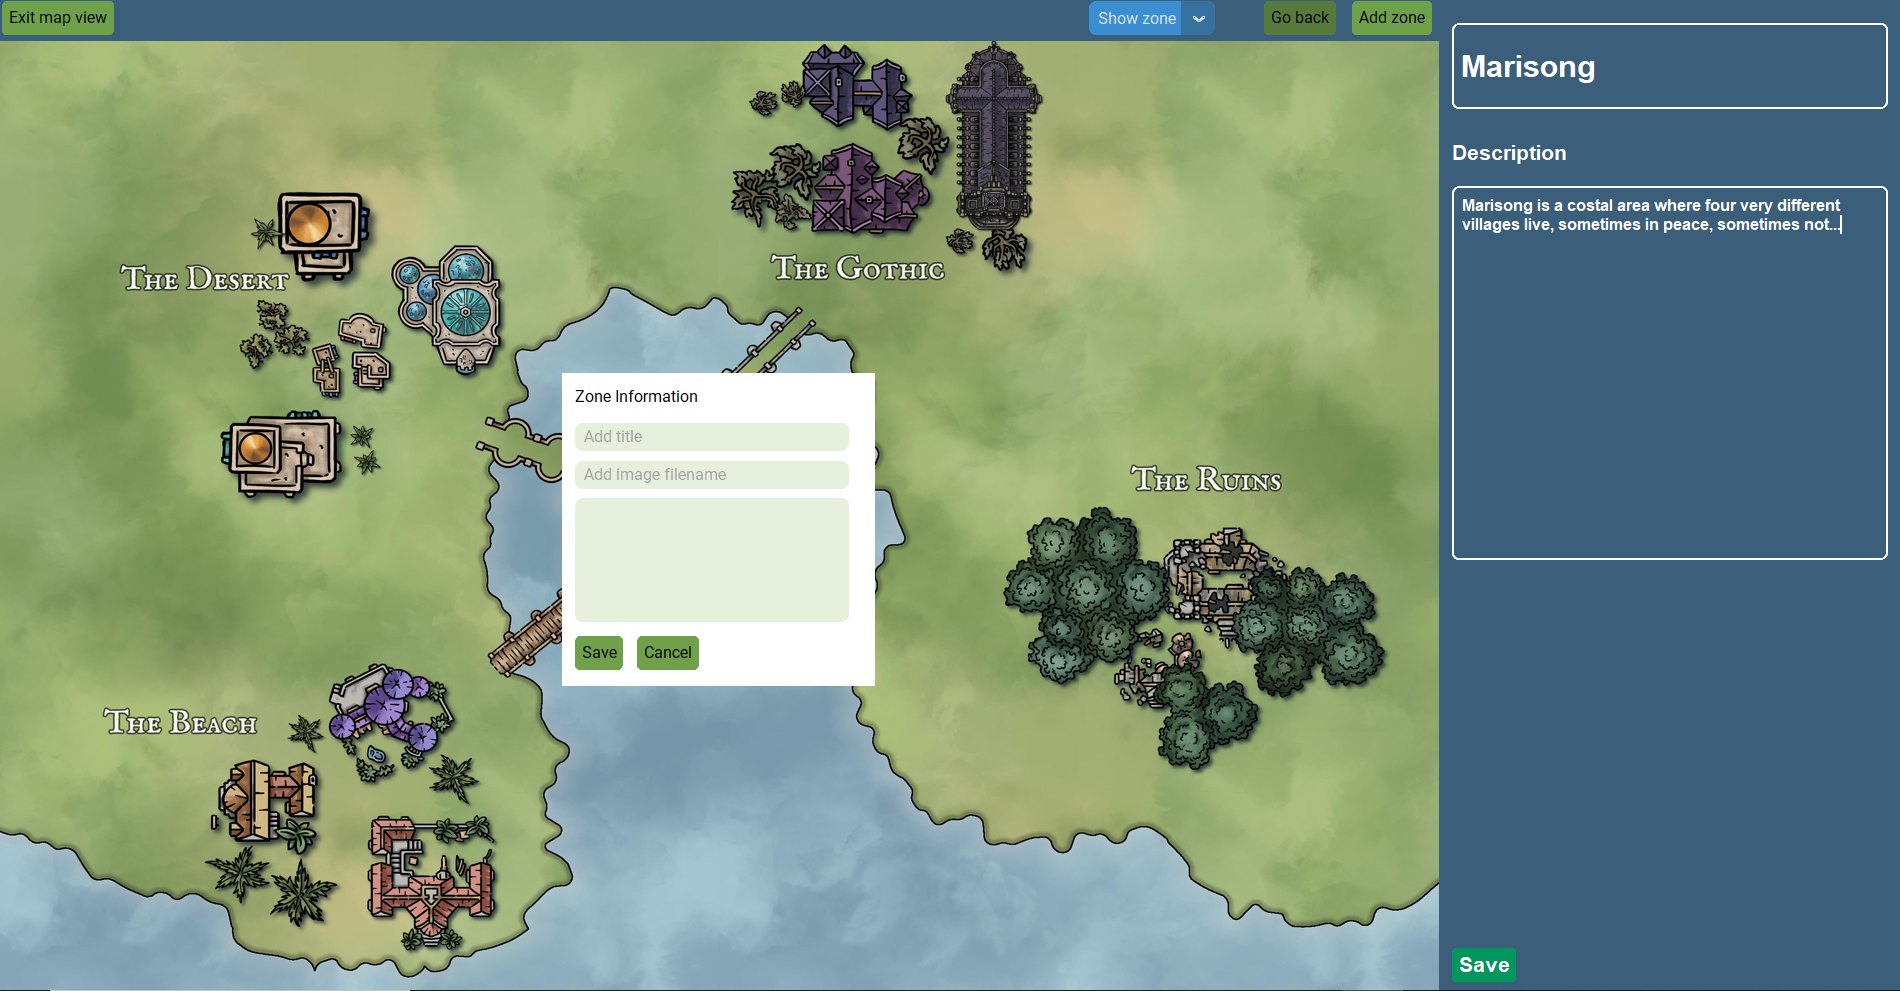 Exit map view
Show zone
Go back
Add zone
Marisong
Description
Marisong is a costal area where four very different
villages live, sometimes in peace, sometimes not...
The Gothic
The Desert
Zone Information
Add title
Add image filename
Save
Cancel
The Ruins
The Beach
Save